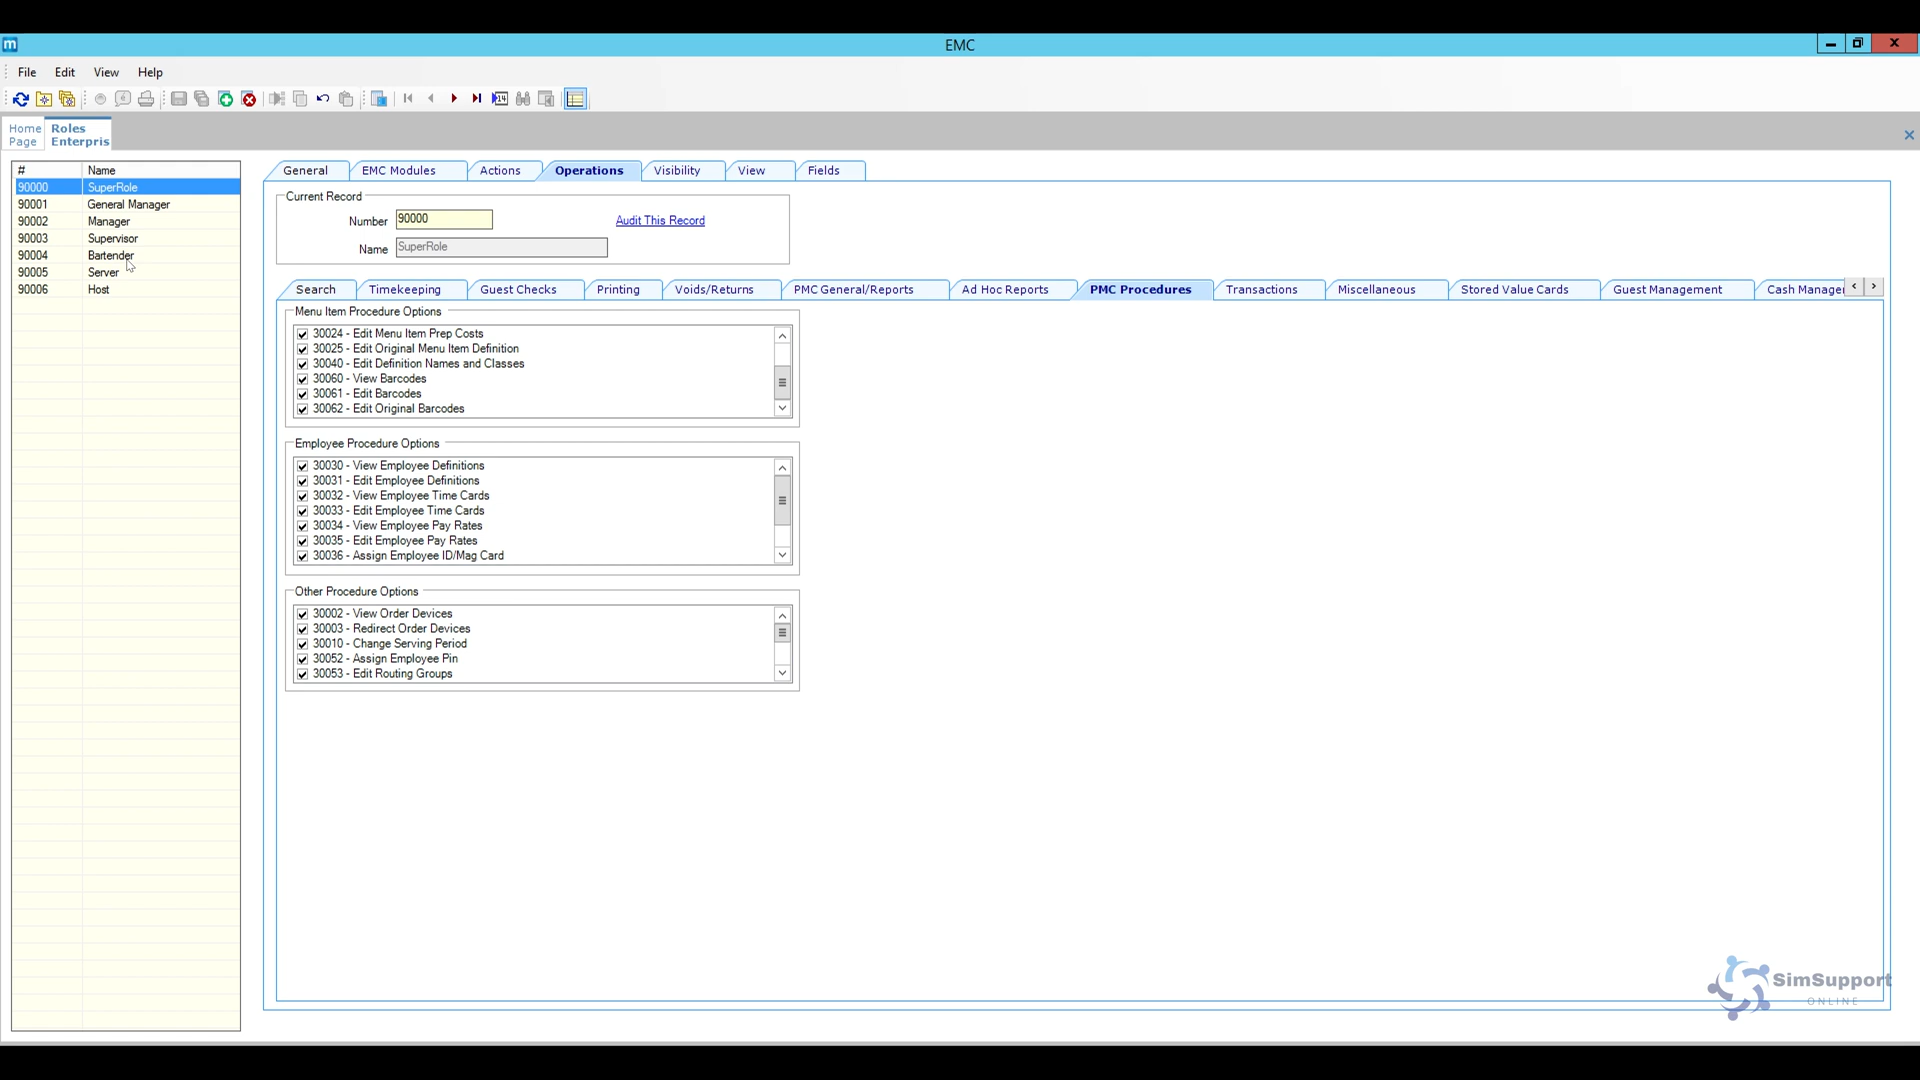 m
EMC
File Edit View Help
Home Page
Roles Enterpris
# Name
90000 SuperRole
90001 General Manager
90002 Manager
90003 Supervisor
90004 Bartender
90005 Server
90006 Host
General EMC Modules Actions Operations Visibility View Fields
Current Record
Number 90000 Audit This Record
Name SuperRole
Search Timekeeping Guest Checks Printing Voids/Returns PMC General/Reports Ad Hoc Reports PMC Procedures Transactions Miscellaneous Stored Value Cards Guest Management Cash Manager
Menu Item Procedure Options
30024 - Edit Menu Item Prep Costs
30025 - Edit Original Menu Item Definition
30040 - Edit Definition Names and Classes
30060 - View Barcodes
30061 - Edit Barcodes
30062 - Edit Original Barcodes
Employee Procedure Options
30030 - View Employee Definitions
30031 - Edit Employee Definitions
30032 - View Employee Time Cards
30033 - Edit Employee Time Cards
30034 - View Employee Pay Rates
30035 - Edit Employee Pay Rates
30036 - Assign Employee ID/Mag Card
Other Procedure Options
30002 - View Order Devices
30003 - Redirect Order Devices
30010 - Change Serving Period
30052 - Assign Employee Pin
30053 - Edit Routing Groups
SimSupport
ONLINE